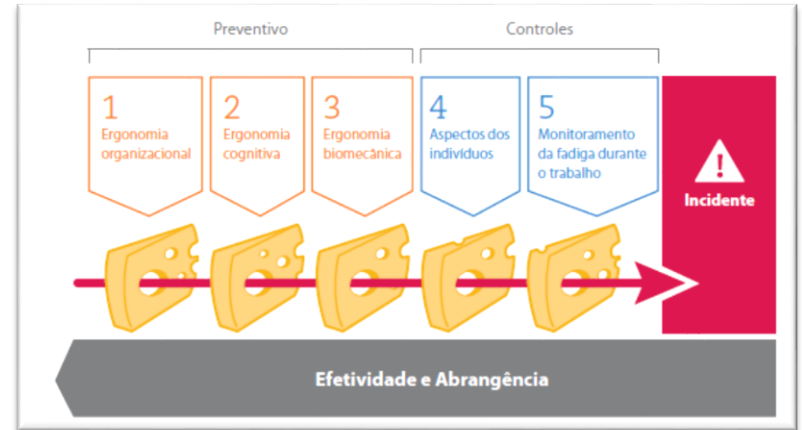 Preventivo
Controles
1
Ergonomia
organizacional
2
Ergonomia
cognitiva
3
Ergonomia
biomecânica
4
Aspectos dos
indivíduos
5
Monitoramento
da fadiga durante
o trabalho
!
Incidente
Efetividade e Abrangência